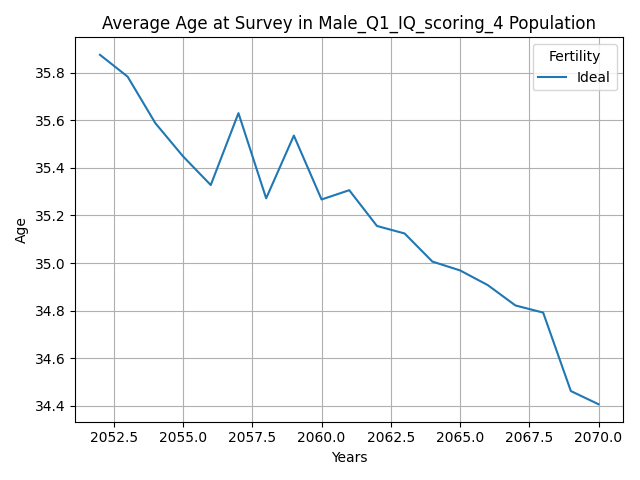 Average Age at Survey in Male_Q1_IQ_scoring_4 Population
Fertility
Ideal
35.8
35.6
35.4
35.2
35.0
34.8
34.6
34.4
Age
2052.5 2055.0 2057.5 2060.0 2062.5 2065.0 2067.5 2070.0
Years